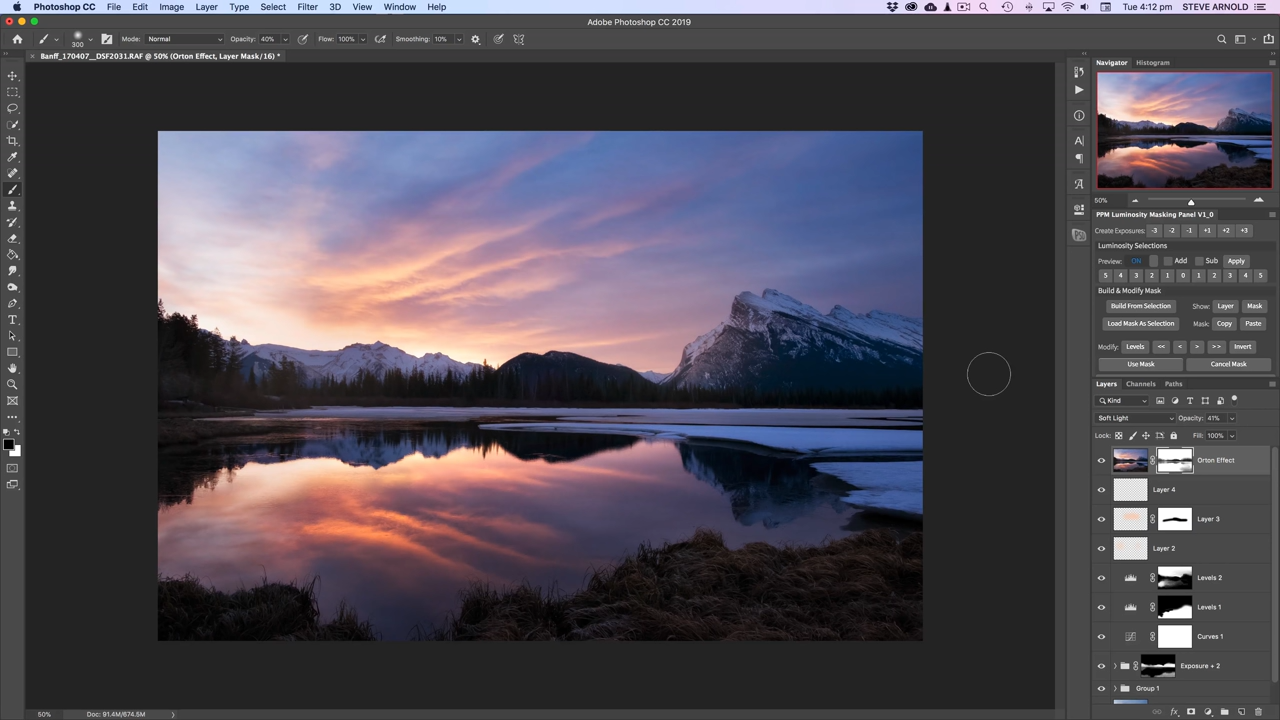 Photoshop CC File Edit Image Layer Type Select Filter 3D View Window Help Tue 4:12 pm STEVE ARNOLD
Adobe Photoshop CC 2019
300 Mode: Normal Opacity: 40% Flow: 100% Smoothing: 10%
Banff_170407__DSF2031.RAF @ 50% (Orton Effect, Layer Mask/16) *
Navigator Histogram
50%
PPM Luminosity Masking Panel V1_0
Create Exposures: -3 -2 -1 +1 +2 +3
Luminosity Selections
Preview: ON Add Sub Apply
5 4 3 2 1 0 1 2 3 4 5
Build & Modify Mask
Build From Selection Show: Layer Mask
Load Mask As Selection Mask: Copy Paste
Modify: Levels << < > >> Invert
Use Mask Cancel Mask
Layers Channels Paths
Kind
Soft Light Opacity: 41%
Lock: Fill: 100%
Orton Effect
Layer 4
Layer 3
Layer 2
Levels 2
Levels 1
Curves 1
Exposure + 2
Group 1
50% Doc: 91.4M/674.5M